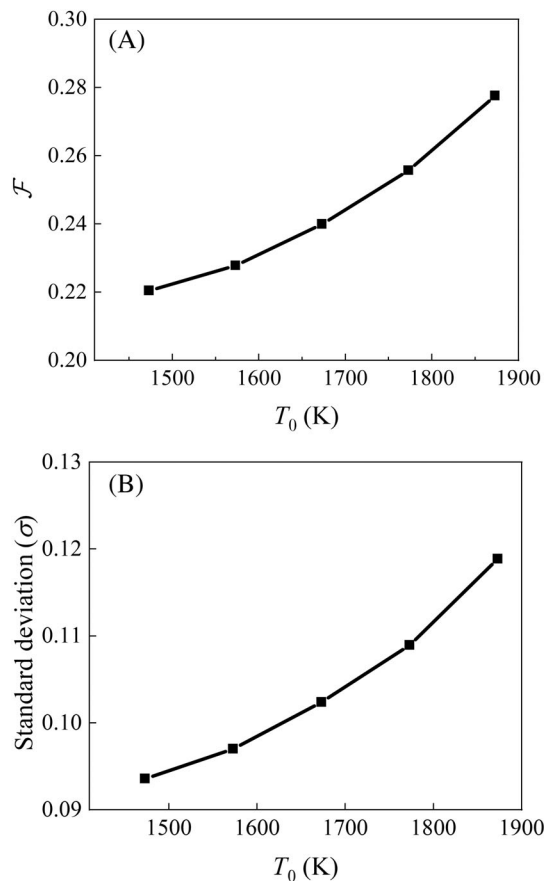 (A)
0.30
0.28
0.26
0.24
0.22
0.20
ℱ
1500 1600 1700 1800 1900
T₀ (K)
(B)
0.13
0.12
0.11
0.10
0.09
Standard deviation (σ)
1500 1600 1700 1800 1900
T₀ (K)